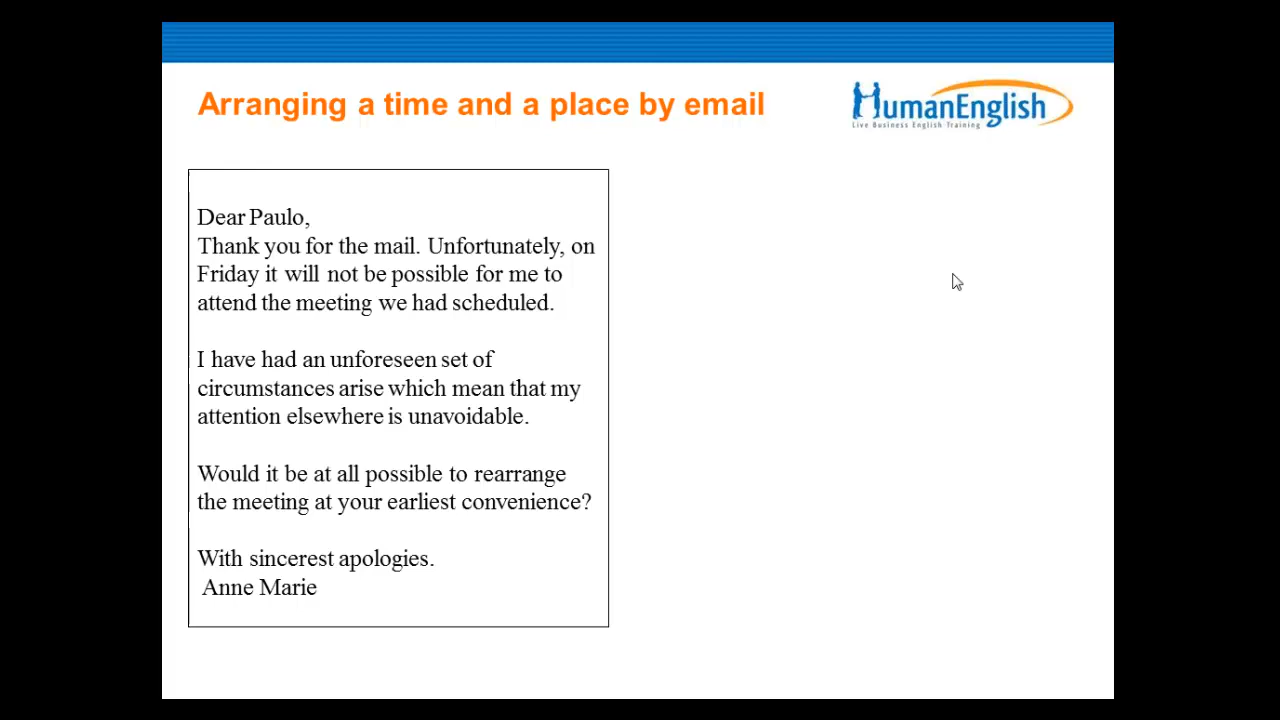 Arranging a time and a place by email
HumanEnglish
Live Business English Training
Dear Paulo,
Thank you for the mail. Unfortunately, on
Friday it will not be possible for me to
attend the meeting we had scheduled.
I have had an unforeseen set of
circumstances arise which mean that my
attention elsewhere is unavoidable.
Would it be at all possible to rearrange
the meeting at your earliest convenience?
With sincerest apologies.
Anne Marie